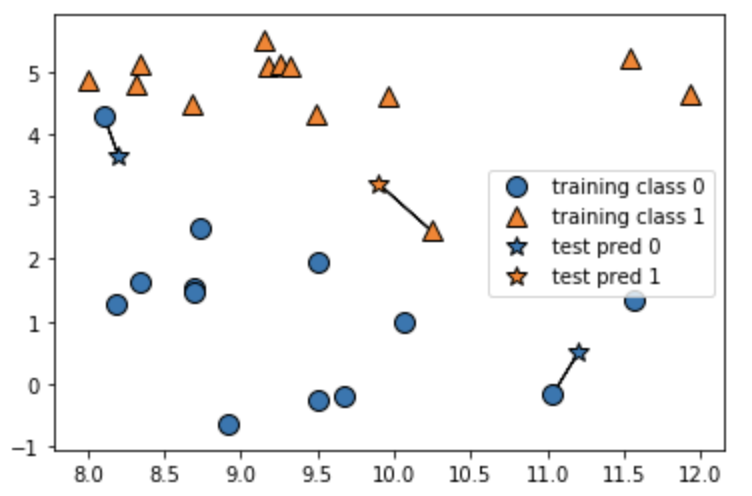 5
4
3
2
1
0
−1
training class 0
training class 1
test pred 0
test pred 1
8.0 8.5 9.0 9.5 10.0 10.5 11.0 11.5 12.0